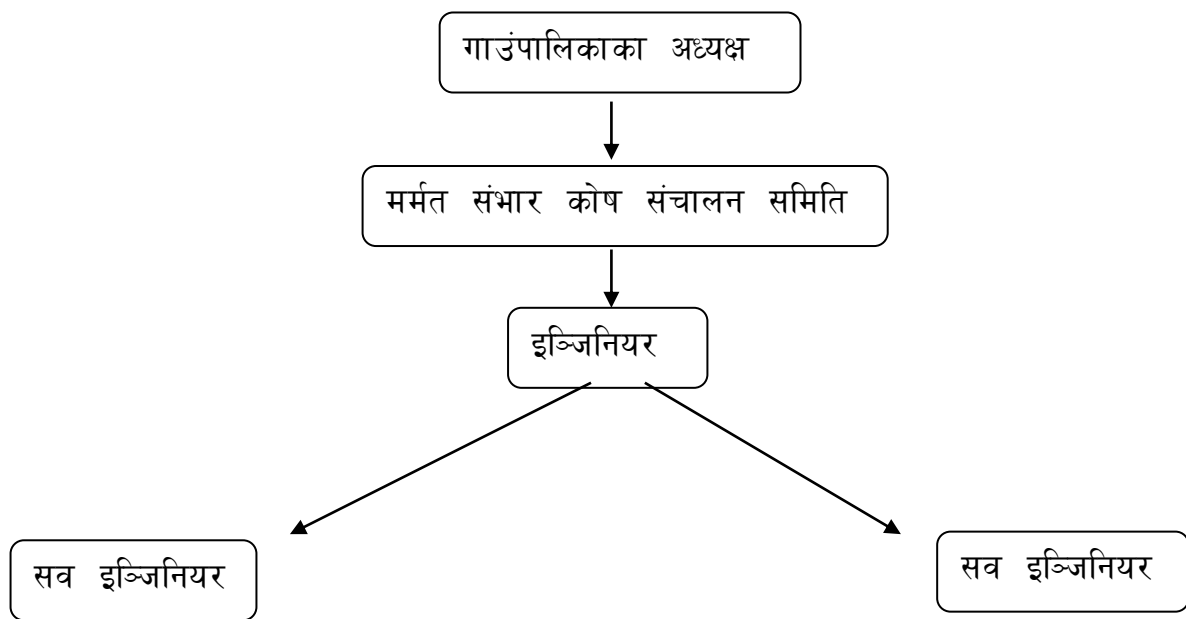 गाउंपालिकाका अध्यक्ष
मर्मत संभार कोष संचालन समिति
इञ्जिनियर
सव इञ्जिनियर
सव इञ्जिनियर